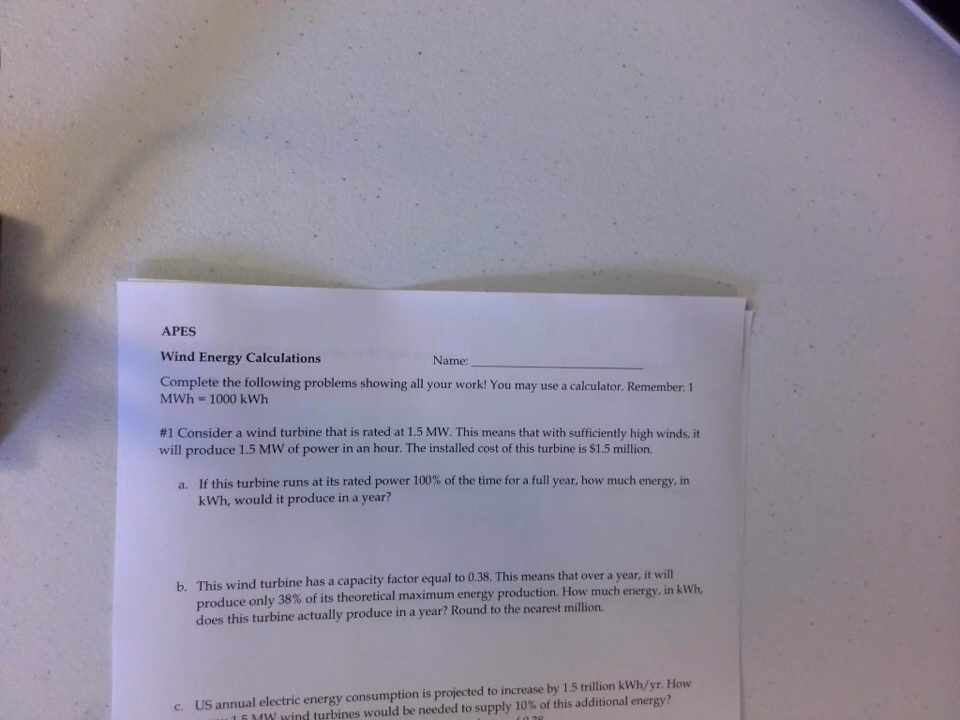 APES
Wind Energy Calculations Name:
Complete the following problems showing all your work! You may use a calculator. Remember: 1
MWh = 1000 kWh
#1 Consider a wind turbine that is rated at 1.5 MW. This means that with sufficiently high winds, it
will produce 1.5 MW of power in an hour. The installed cost of this turbine is $1.5 million.
a. If this turbine runs at its rated power 100% of the time for a full year, how much energy, in
kWh, would it produce in a year?
b. This wind turbine has a capacity factor equal to 0.38. This means that over a year, it will
produce only 38% of its theoretical maximum energy production. How much energy, in kWh,
does this turbine actually produce in a year? Round to the nearest million.
c. US annual electric energy consumption is projected to increase by 1.5 trillion kWh/yr. How
1.5 MW wind turbines would be needed to supply 10% of this additional energy?